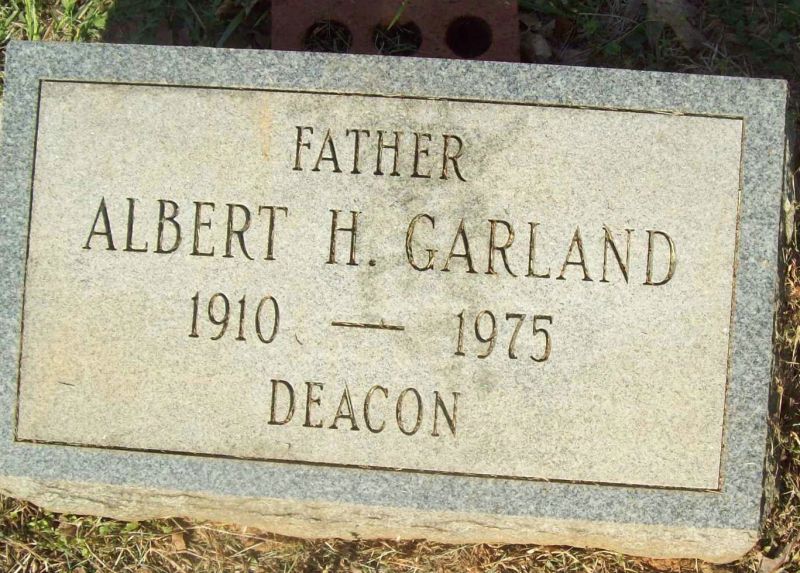 FATHER
ALBERT H. GARLAND
1910 — 1975
DEACON